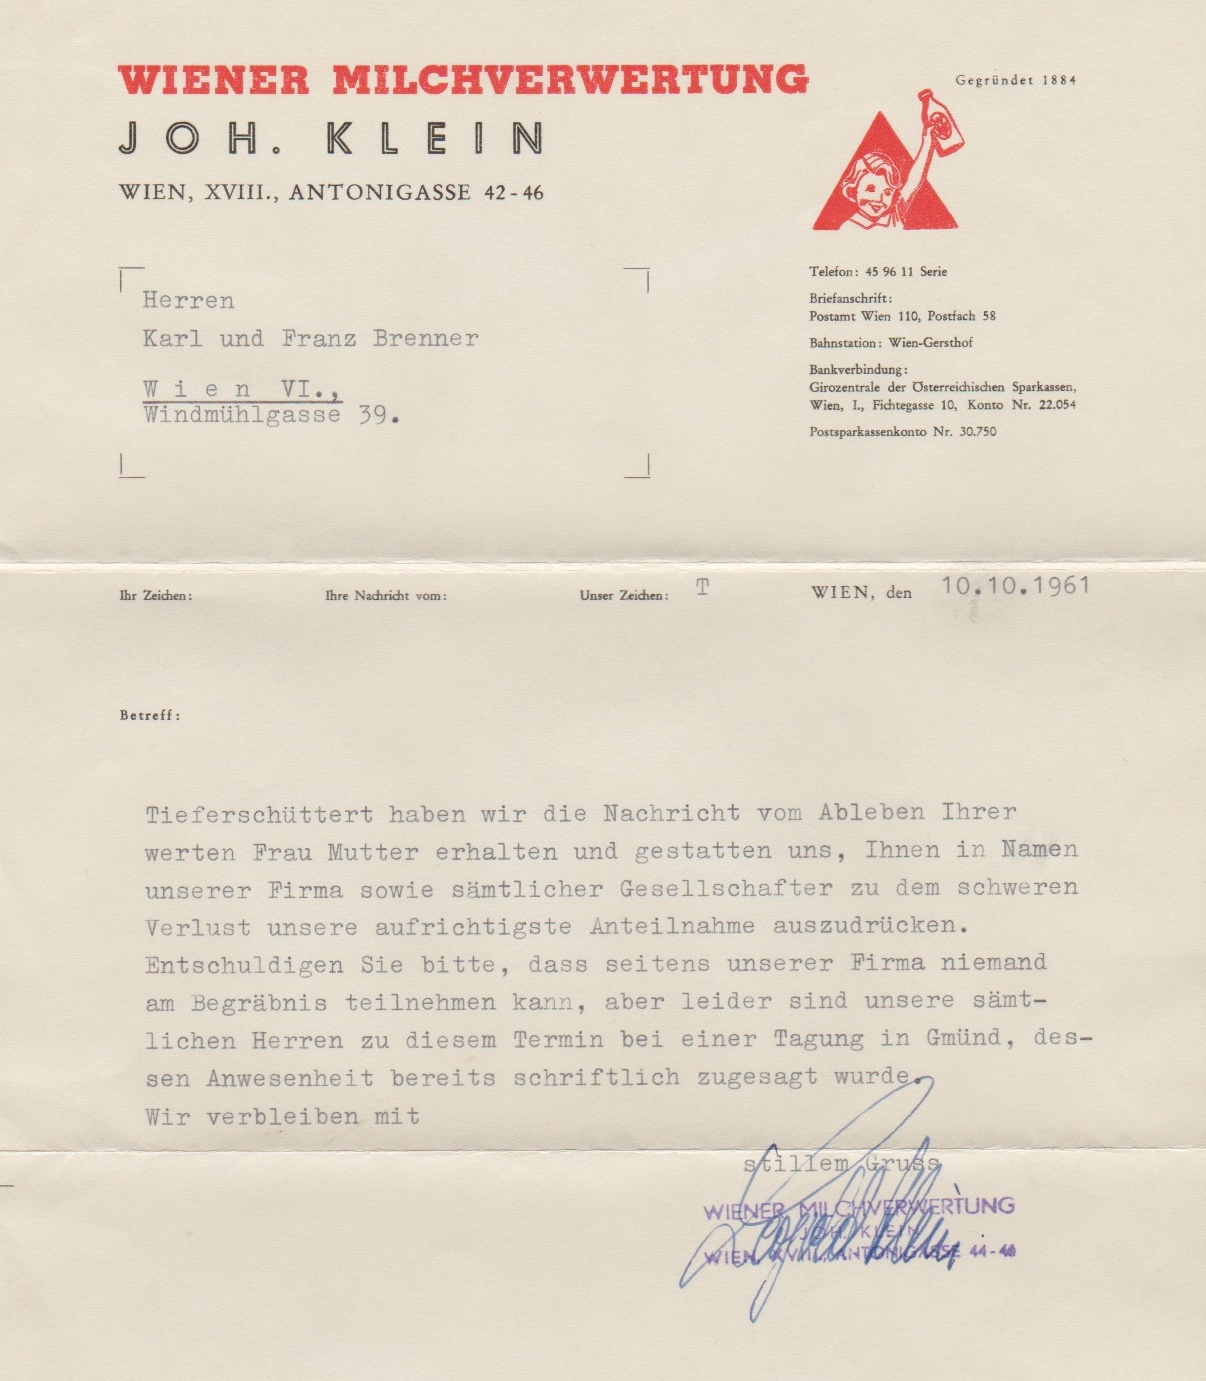 WIENER MILCHVERWERTUNG
JOH. KLEIN
WIEN, XVIII., ANTONIGASSE 42-46
Gegründet 1884
Telefon: 45 96 11 Serie
Briefanschrift:
Postamt Wien 110, Postfach 58
Bahnstation: Wien-Gersthof
Bankverbindung:
Girozentrale der Österreichischen Sparkassen,
Wien, I., Fichtegasse 10, Konto Nr. 22.054
Postsparkassenkonto Nr. 30.750
Herren
Karl und Franz Brenner
W i e n VI.,
Windmühlgasse 39.
Ihr Zeichen: Ihre Nachricht vom: Unser Zeichen: T WIEN, den 10.10.1961
Betreff:
Tieferschüttert haben wir die Nachricht vom Ableben Ihrer
werten Frau Mutter erhalten und gestatten uns, Ihnen in Namen
unserer Firma sowie sämtlicher Gesellschafter zu dem schweren
Verlust unsere aufrichtigste Anteilnahme auszudrücken.
Entschuldigen Sie bitte, dass seitens unserer Firma niemand
am Begräbnis teilnehmen kann, aber leider sind unsere sämt-
lichen Herren zu diesem Termin bei einer Tagung in Gmünd, des-
sen Anwesenheit bereits schriftlich zugesagt wurde.
Wir verbleiben mit
stillem Gruss
WIENER MILCHVERWERTUNG
JOH. KLEIN
WIEN, XVIII., ANTONIGASSE 44-46